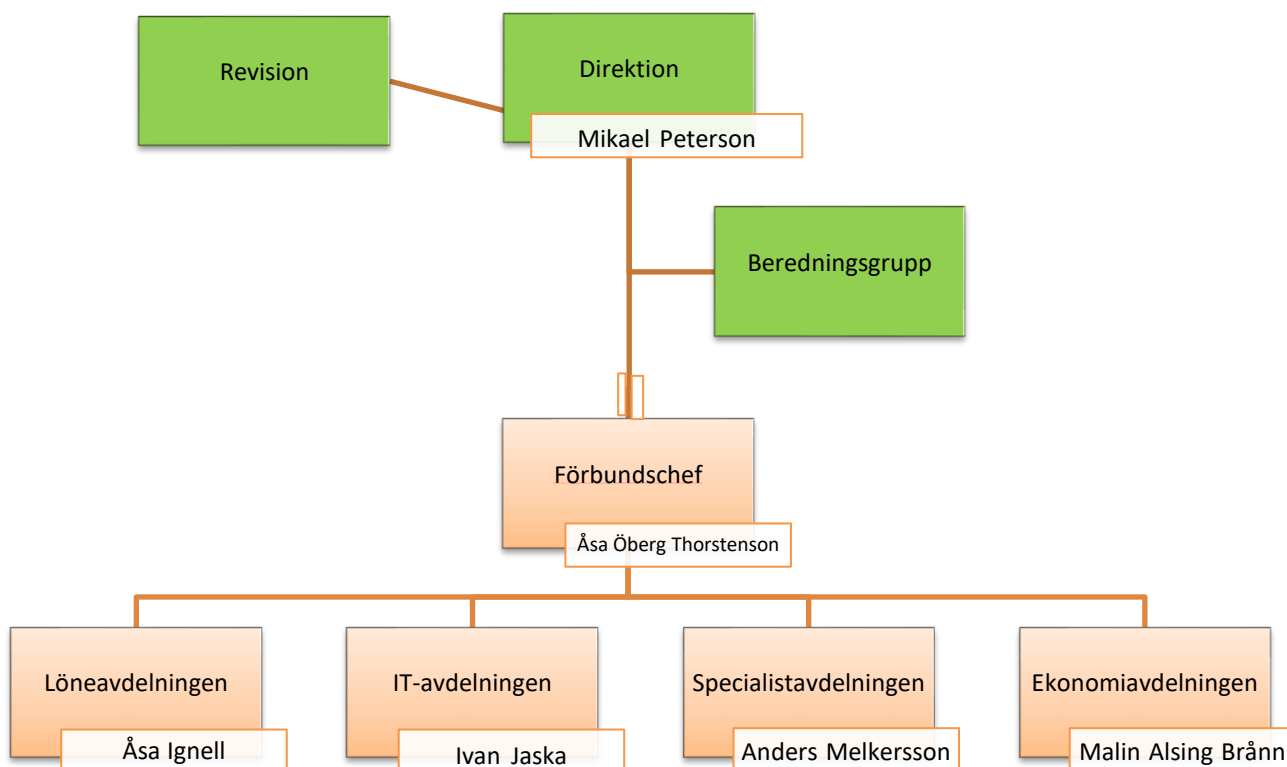 Revision
Direktion
Mikael Peterson
Beredningsgrupp
Förbundschef
Åsa Öberg Thorstenson
Löneavdelningen
IT-avdelningen
Specialistavdelningen
Ekonomiavdelningen
Åsa Ignell
Ivan Jaska
Anders Melkersson
Malin Alsing Brånn